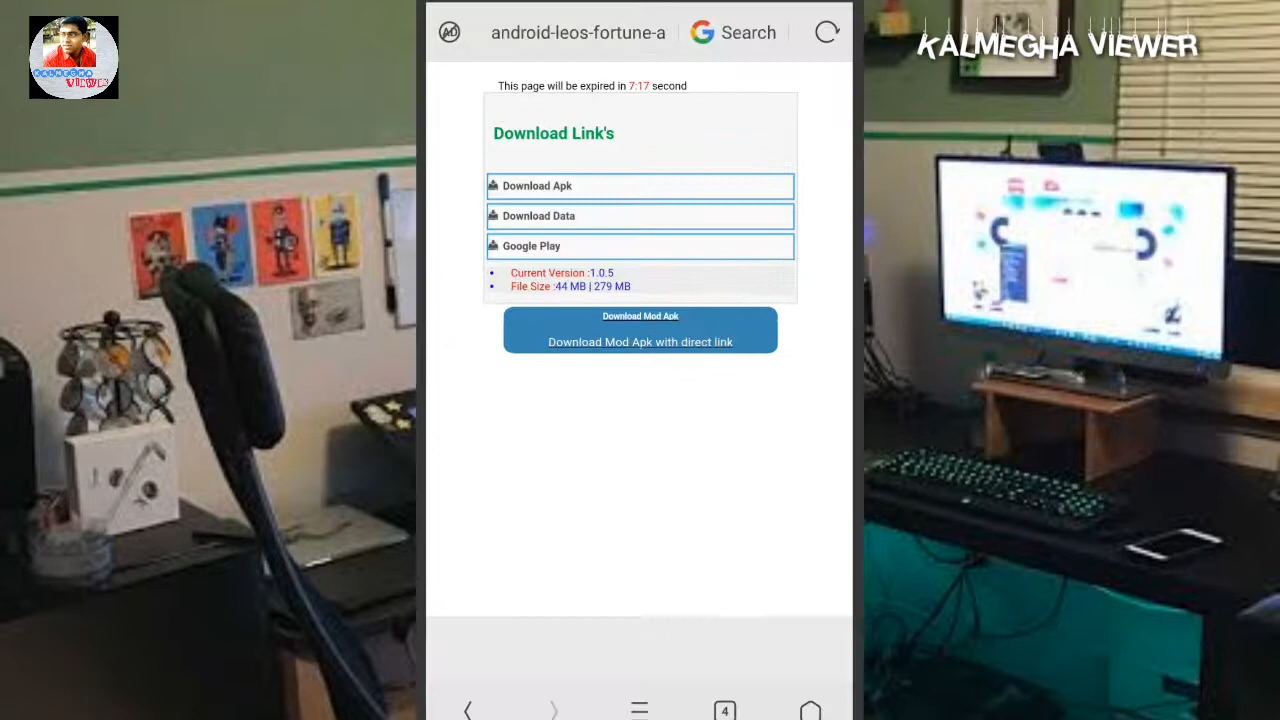 KALMEGHA
VIEWER
android-leos-fortune-a
Search
KALMEGHA VIEWER
This page will be expired in 7:17 second
Download Link's
Download Apk
Download Data
Google Play
Current Version :1.0.5
File Size :44 MB | 279 MB
Download Mod Apk
Download Mod Apk with direct link
4